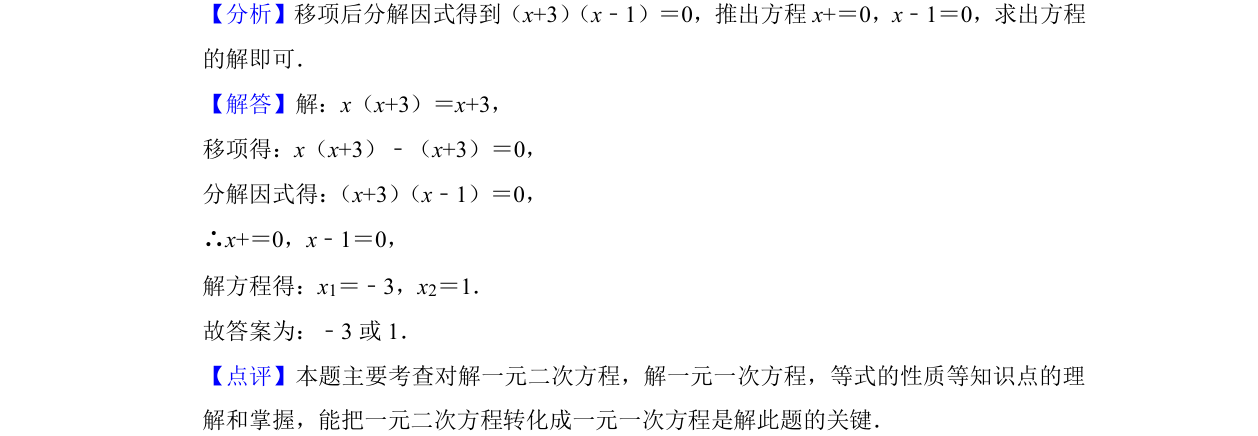 【分析】移项后分解因式得到（x+3）（x﹣1）＝0，推出方程 x+＝0，x﹣1＝0，求出方程
的解即可．
【解答】解：x（x+3）＝x+3，
移项得：x（x+3）﹣（x+3）＝0，
分解因式得：（x+3）（x﹣1）＝0，
∴x+＝0，x﹣1＝0，
解方程得：x1＝﹣3，x2＝1．
故答案为：﹣3 或 1．
【点评】本题主要考查对解一元二次方程，解一元一次方程，等式的性质等知识点的理
解和掌握，能把一元二次方程转化成一元一次方程是解此题的关键．